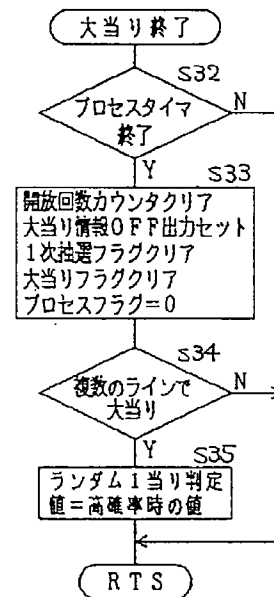 大当り終了
S32
プロセスタイマ
終了
N
Y
S33
開放回数カウンタクリア
大当り情報OFF出力セット
1次抽選フラグクリア
大当りフラグクリア
プロセスフラグ=0
S34
複数のラインで
大当り
N
Y
S35
ランダム1当り判定
値=高確率時の値
RTS